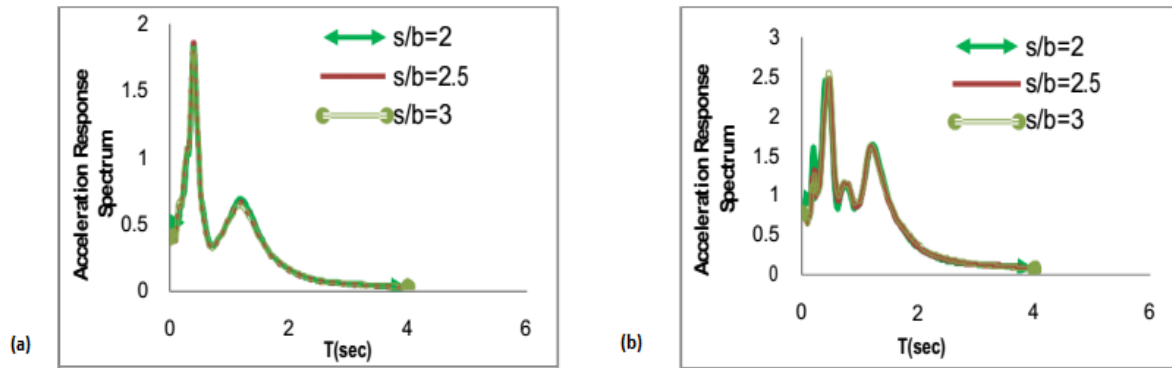 (a)
Acceleration Response
Spectrum
2
1.5
1
0.5
0
0
2
4
6
T(sec)
s/b=2
s/b=2.5
s/b=3
(b)
Acceleration Response
Spectrum
3
2.5
2
1.5
1
0.5
0
0
2
4
6
T(sec)
s/b=2
s/b=2.5
s/b=3